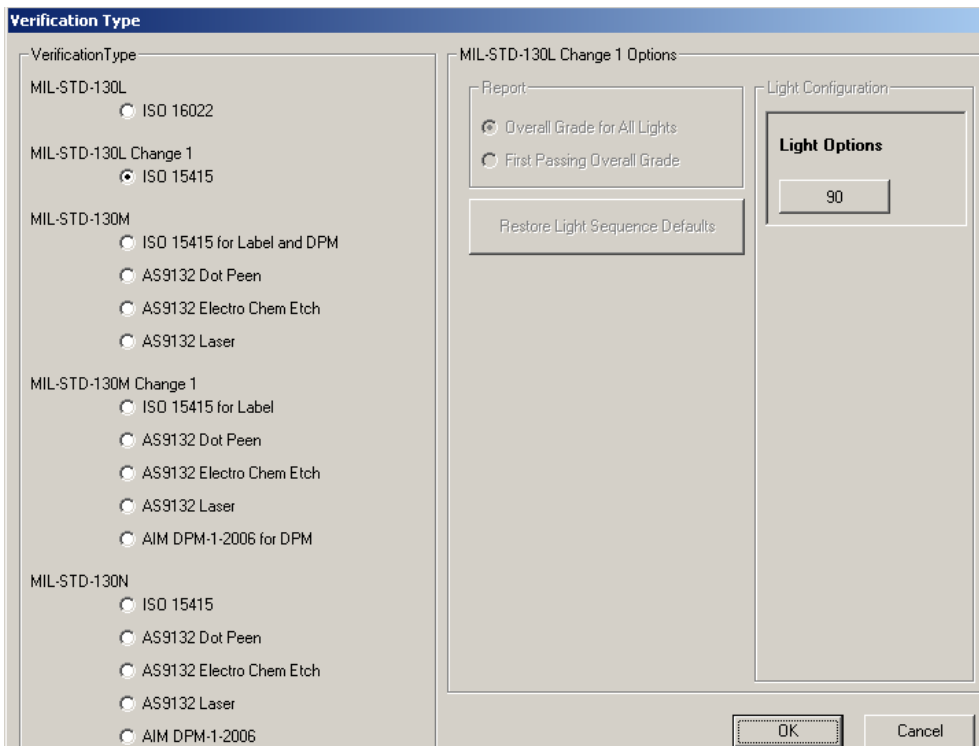 Verification Type
VerificationType
MIL-STD-130L
ISO 16022
MIL-STD-130L Change 1
ISO 15415
MIL-STD-130M
ISO 15415 for Label and DPM
AS9132 Dot Peen
AS9132 Electro Chem Etch
AS9132 Laser
MIL-STD-130M Change 1
ISO 15415 for Label
AS9132 Dot Peen
AS9132 Electro Chem Etch
AS9132 Laser
AIM DPM-1-2006 for DPM
MIL-STD-130N
ISO 15415
AS9132 Dot Peen
AS9132 Electro Chem Etch
AS9132 Laser
AIM DPM-1-2006
MIL-STD-130L Change 1 Options
Report
Overall Grade for All Lights
First Passing Overall Grade
Restore Light Sequence Defaults
Light Configuration
Light Options
90
OK
Cancel